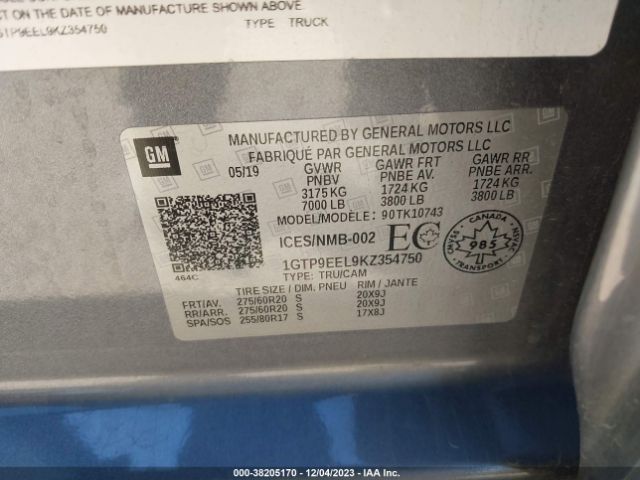 T ON THE DATE OF MANUFACTURE SHOWN ABOVE.
GTP9EEL9KZ354750 TYPE TRUCK
GM
MANUFACTURED BY GENERAL MOTORS LLC
FABRIQUÉ PAR GENERAL MOTORS LLC
05/19 GVWR GAWR FRT GAWR RR
PNBV PNBE AV. PNBE ARR.
3175 KG 1724 KG 1724 KG
7000 LB 3800 LB 3800 LB
MODEL/MODÈLE: 90TK10743
ICES/NMB-002 EC
CANADA
985
CMVSS
NSVAC
464C
1GTP9EEL9KZ354750
TYPE: TRU/CAM
TIRE SIZE / DIM. PNEU RIM / JANTE
FRT/AV. 275/60R20 S 20X9J
RR/ARR. 275/60R20 S 20X9J
SPA/SOS 255/80R17 S 17X8J
000-38205170 - 12/04/2023 - IAA Inc.